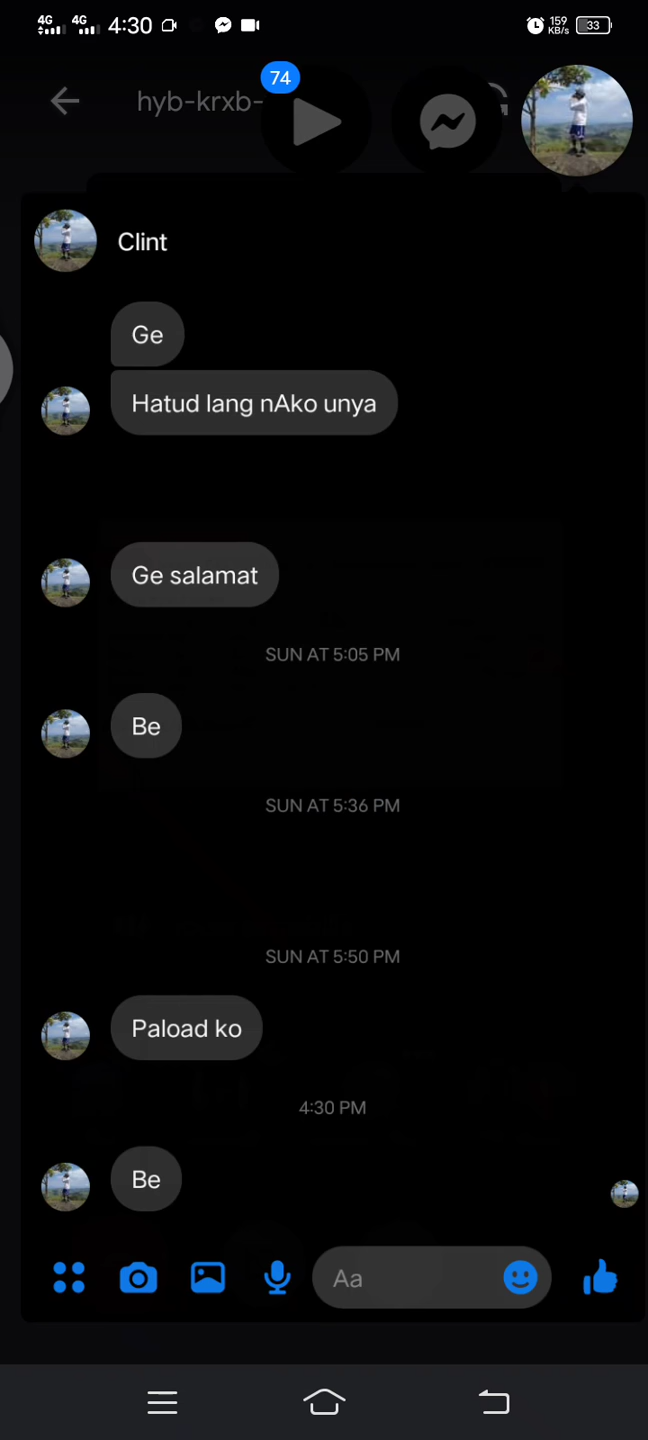 4G 4G 4:30 159 KB/s 33
74
hyb-krxb-
Clint
Ge
Hatud lang nAko unya
Ge salamat
SUN AT 5:05 PM
Be
SUN AT 5:36 PM
SUN AT 5:50 PM
Paload ko
4:30 PM
Be
Aa